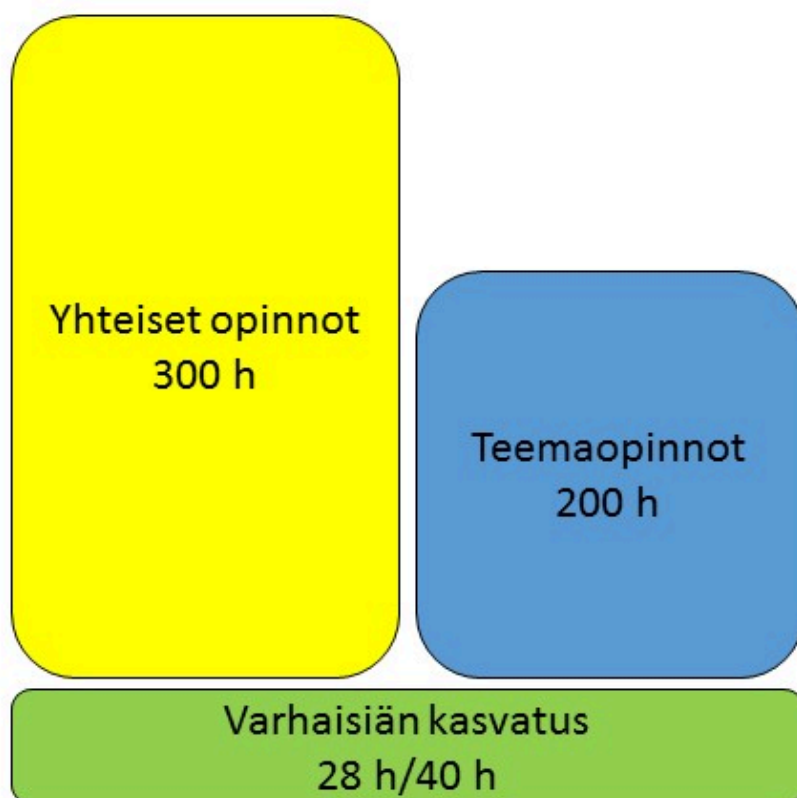 Yhteiset opinnot
300 h
Teemaopinnot
200 h
Varhaisiän kasvatus
28 h/40 h